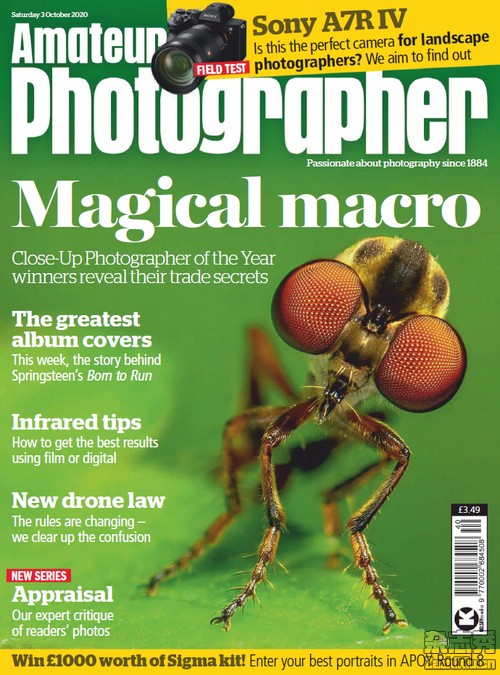 Saturday 3 October 2020
Amateur
Photographer
Passionate about photography since 1884
FIELD TEST
Sony A7R IV
Is this the perfect camera for landscape
photographers? We aim to find out
Magical macro
Close-Up Photographer of the Year
winners reveal their trade secrets
The greatest
album covers
This week, the story behind
Springsteen's Born to Run
Infrared tips
How to get the best results
using film or digital
New drone law
The rules are changing –
we clear up the confusion
NEW SERIES
Appraisal
Our expert critique
of readers' photos
£3.49
40
9 770002 684508
Win £1000 worth of Sigma kit! Enter your best portraits in APOY Round 8